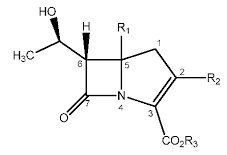 HO
H R₁
H₃C 6 5 1
2 R₂
7 N 4
O 3
CO₂R₃